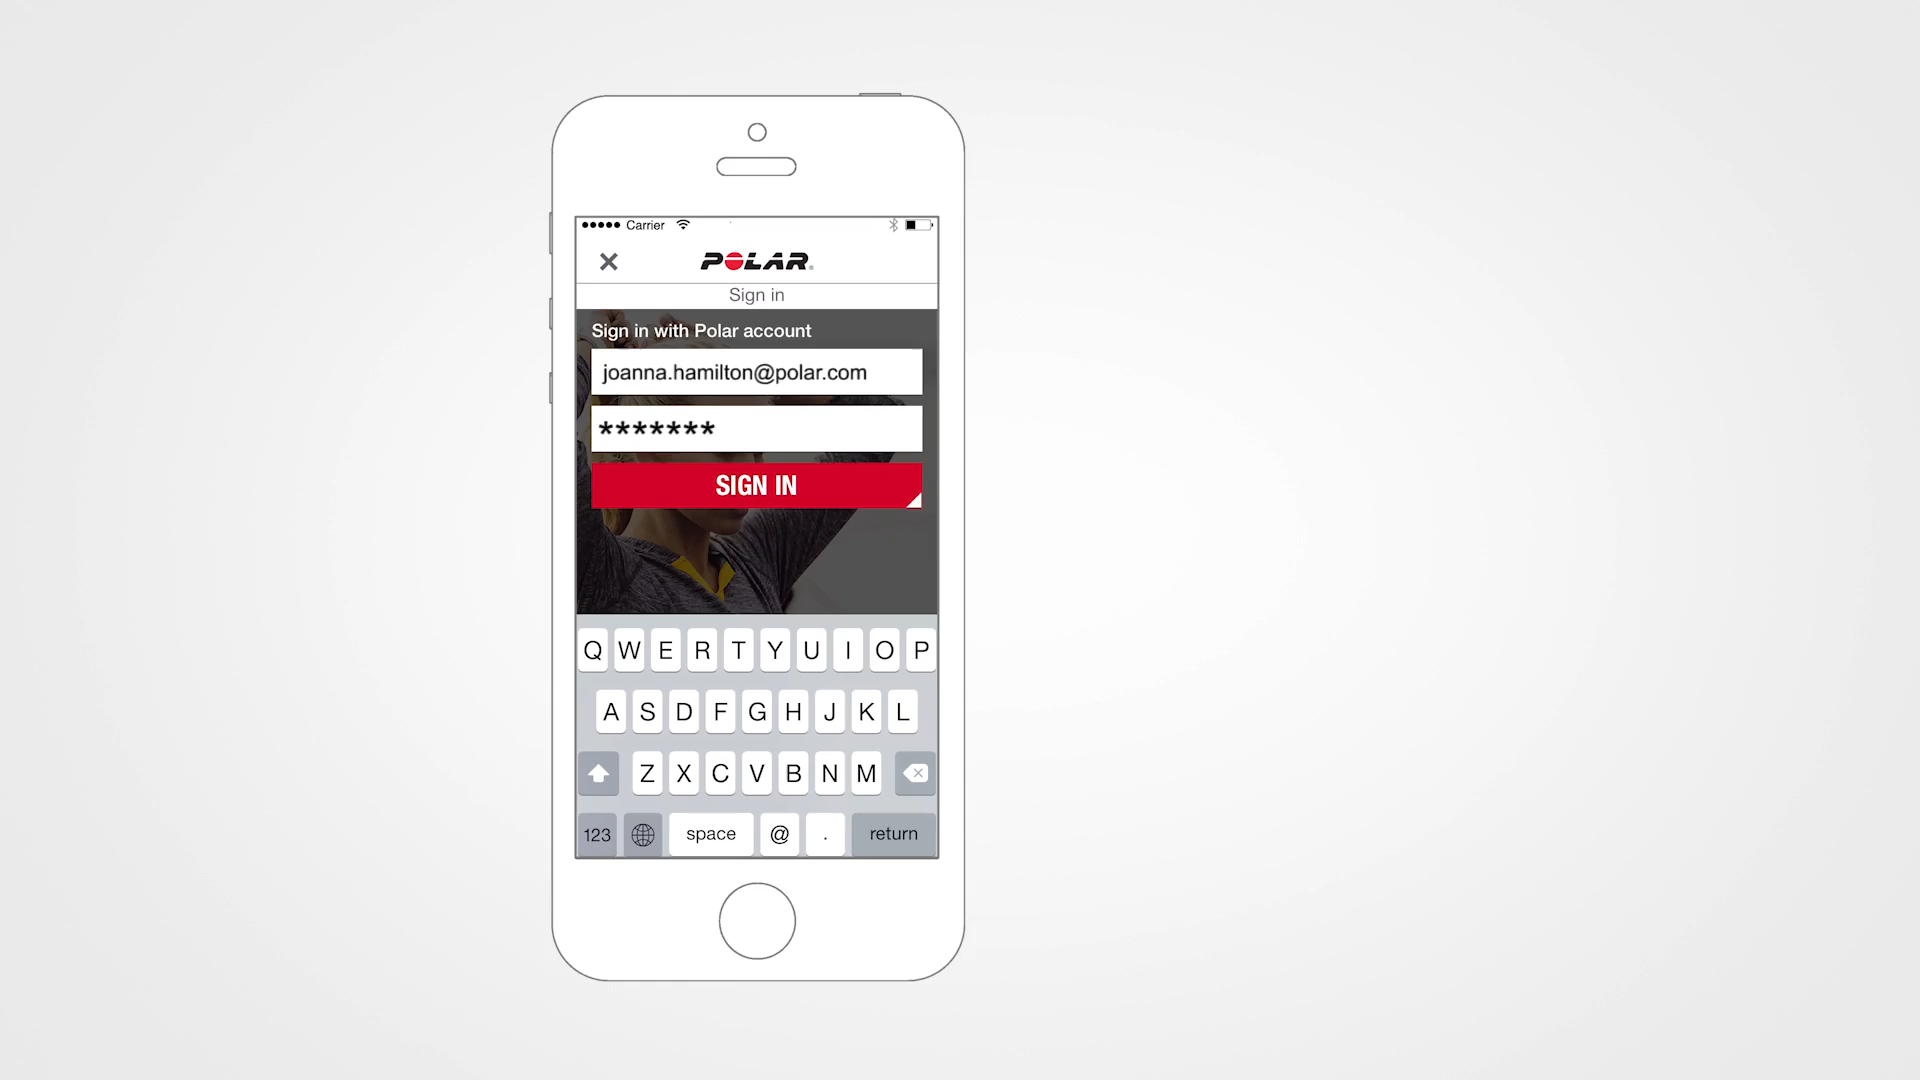 Carrier
POLAR
Sign in
Sign in with Polar account
joanna.hamilton@polar.com
*******
SIGN IN
Q W E R T Y U I O P
A S D F G H J K L
Z X C V B N M
123 space @ . return